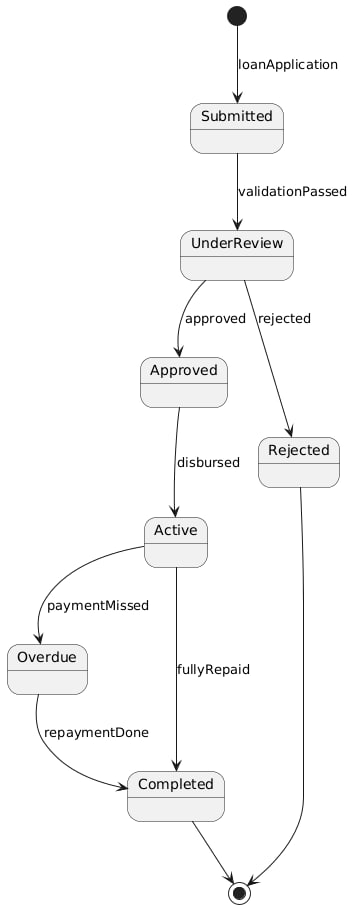 loanApplication
Submitted
validationPassed
UnderReview
approved
rejected
Approved
Rejected
disbursed
Active
paymentMissed
Overdue
fullyRepaid
repaymentDone
Completed